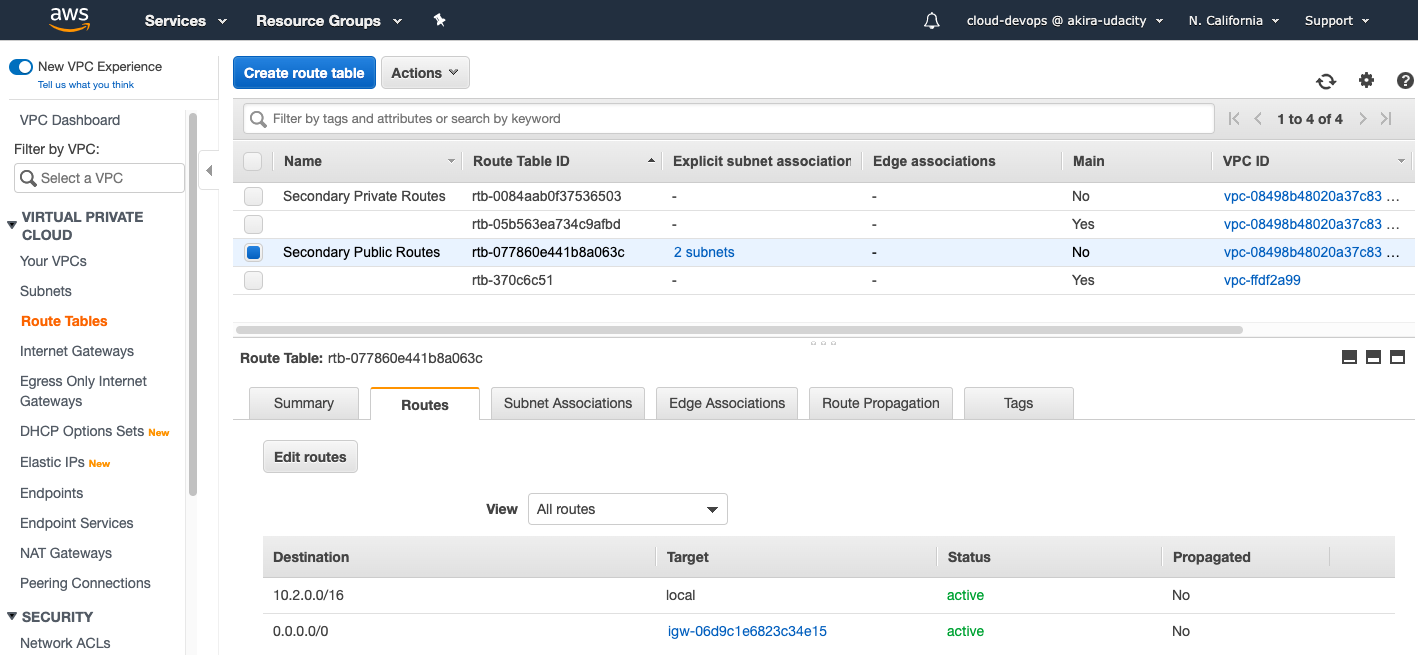 aws Services Resource Groups cloud-devops @ akira-udacity N. California Support
New VPC Experience
Tell us what you think
VPC Dashboard
Filter by VPC:
Select a VPC
VIRTUAL PRIVATE
CLOUD
Your VPCs
Subnets
Route Tables
Internet Gateways
Egress Only Internet
Gateways
DHCP Options Sets New
Elastic IPs New
Endpoints
Endpoint Services
NAT Gateways
Peering Connections
SECURITY
Network ACLs
Create route table Actions
Filter by tags and attributes or search by keyword 1 to 4 of 4
Name Route Table ID Explicit subnet association Edge associations Main VPC ID
Secondary Private Routes rtb-0084aab0f37536503 - - No vpc-08498b48020a37c83 ...
rtb-05b563ea734c9afbd - - Yes vpc-08498b48020a37c83 ...
Secondary Public Routes rtb-077860e441b8a063c 2 subnets - No vpc-08498b48020a37c83 ...
rtb-370c6c51 - - Yes vpc-ffdf2a99
Route Table: rtb-077860e441b8a063c
Summary Routes Subnet Associations Edge Associations Route Propagation Tags
Edit routes
View All routes
Destination Target Status Propagated
10.2.0.0/16 local active No
0.0.0.0/0 igw-06d9c1e6823c34e15 active No